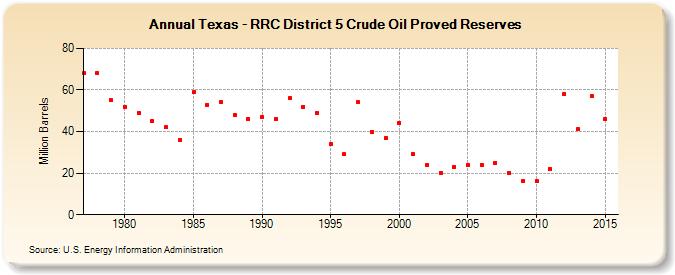 Annual Texas - RRC District 5 Crude Oil Proved Reserves
Million Barrels
80
60
40
20
0
1980 1985 1990 1995 2000 2005 2010 2015
Source: U.S. Energy Information Administration